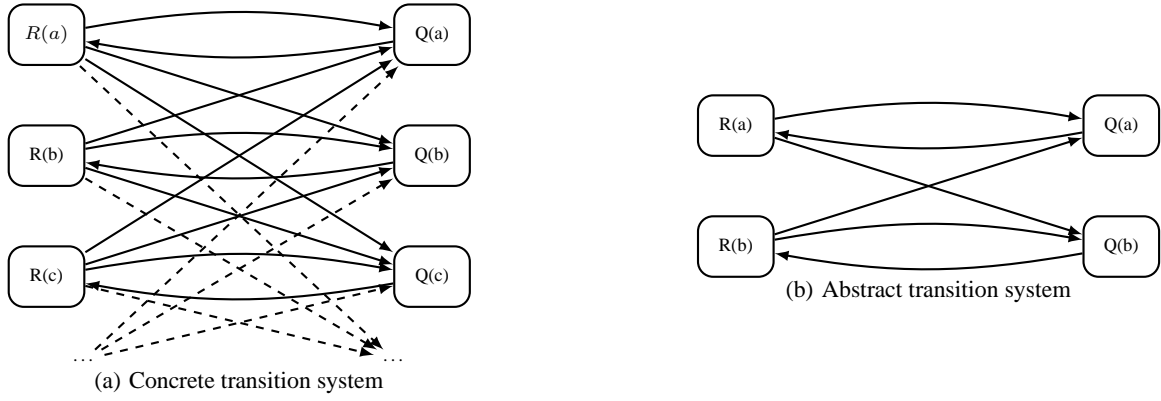 R(a)
Q(a)
R(b)
Q(b)
R(c)
Q(c)
...
...
(a) Concrete transition system
R(a)
Q(a)
R(b)
Q(b)
(b) Abstract transition system